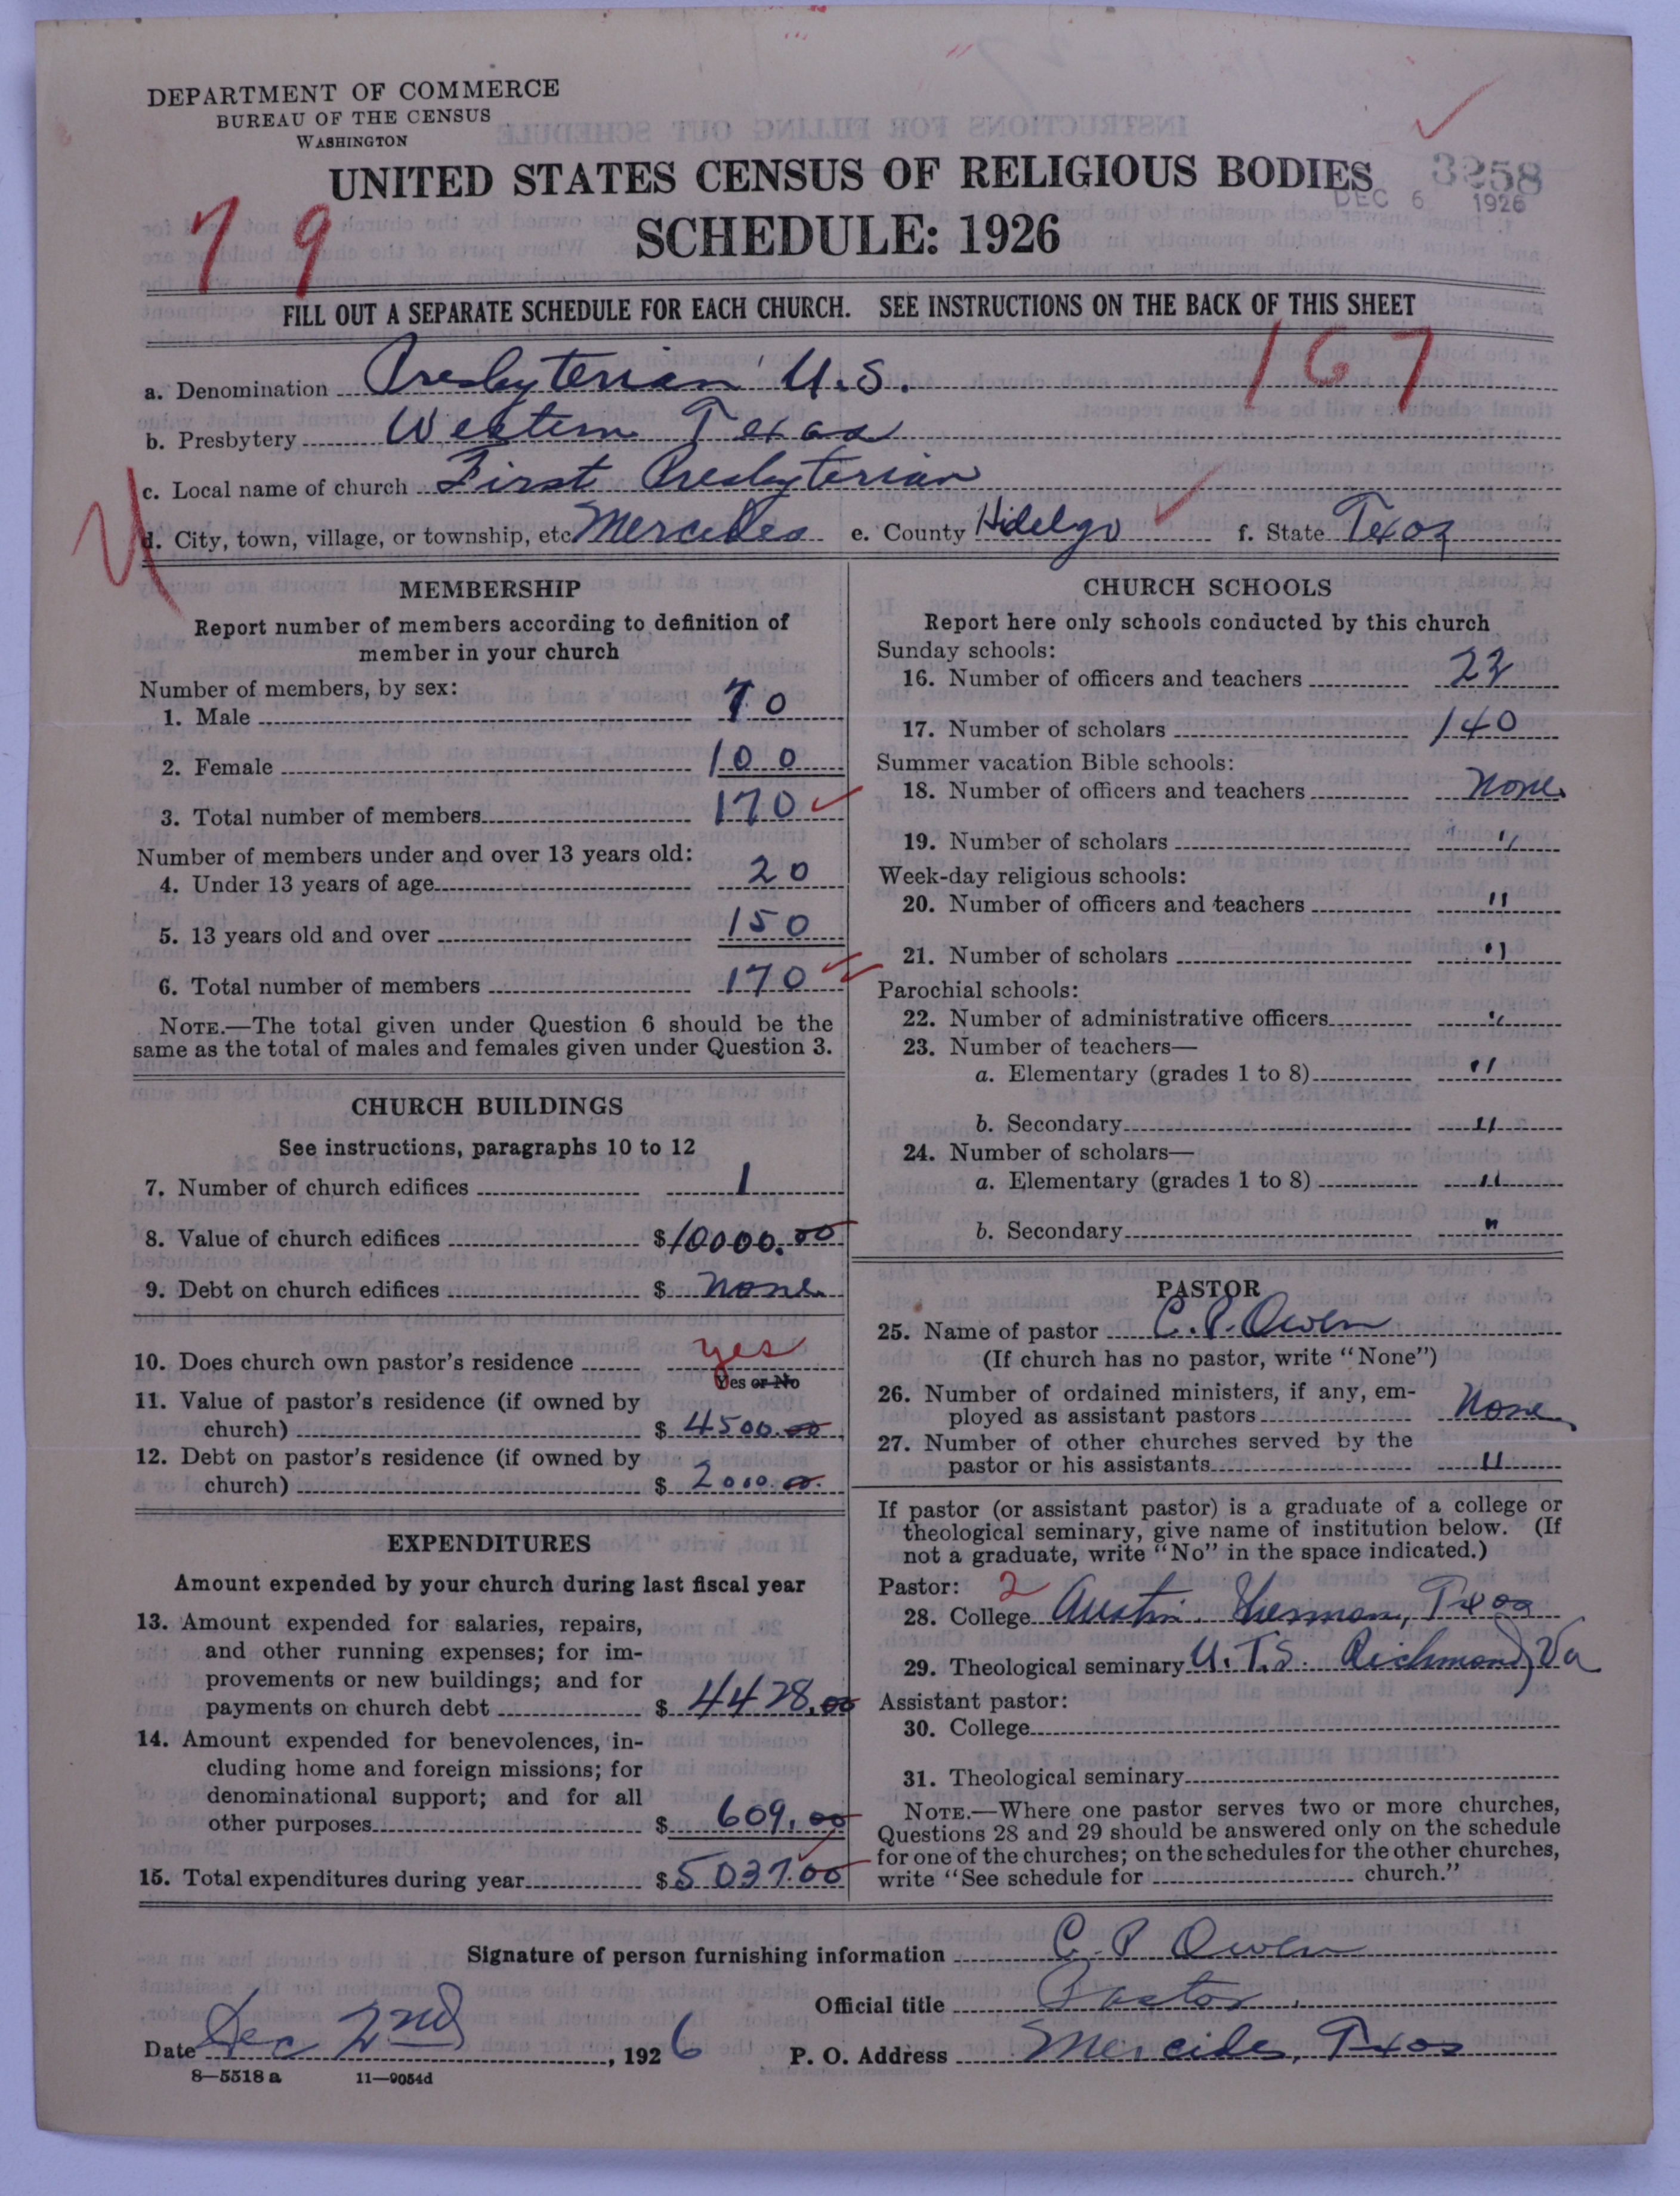 DEPARTMENT OF COMMERCE
BUREAU OF THE CENSUS
WASHINGTON
UNITED STATES CENSUS OF RELIGIOUS BODIES
SCHEDULE: 1926
3258
DEC 6 1926
79
FILL OUT A SEPARATE SCHEDULE FOR EACH CHURCH. SEE INSTRUCTIONS ON THE BACK OF THIS SHEET
167
a. Denomination Presbyterian U.S.
b. Presbytery Western Texas
c. Local name of church First Presbyterian
d. City, town, village, or township, etc. Mercedes e. County Hidelgo f. State Texas
MEMBERSHIP
Report number of members according to definition of
member in your church
Number of members, by sex:
1. Male 70
2. Female 100
3. Total number of members 170
Number of members under and over 13 years old:
4. Under 13 years of age 20
5. 13 years old and over 150
6. Total number of members 170
NOTE.—The total given under Question 6 should be the
same as the total of males and females given under Question 3.
CHURCH BUILDINGS
See instructions, paragraphs 10 to 12
7. Number of church edifices 1
8. Value of church edifices $10000.00
9. Debt on church edifices $ none
10. Does church own pastor's residence yes
Yes or No
11. Value of pastor's residence (if owned by
church) $ 4500.00
12. Debt on pastor's residence (if owned by
church) $ 2000.00
EXPENDITURES
Amount expended by your church during last fiscal year
13. Amount expended for salaries, repairs,
and other running expenses; for im-
provements or new buildings; and for
payments on church debt $ 4428.00
14. Amount expended for benevolences, in-
cluding home and foreign missions; for
denominational support; and for all
other purposes $ 609.00
15. Total expenditures during year $5037.00
CHURCH SCHOOLS
Report here only schools conducted by this church
Sunday schools:
16. Number of officers and teachers 23
17. Number of scholars 140
Summer vacation Bible schools:
18. Number of officers and teachers none
19. Number of scholars "
Week-day religious schools:
20. Number of officers and teachers "
21. Number of scholars "
Parochial schools:
22. Number of administrative officers "
23. Number of teachers—
a. Elementary (grades 1 to 8) "
b. Secondary "
24. Number of scholars—
a. Elementary (grades 1 to 8) "
b. Secondary "
PASTOR
25. Name of pastor C. P. Owen
(If church has no pastor, write "None")
26. Number of ordained ministers, if any, em-
ployed as assistant pastors None
27. Number of other churches served by the
pastor or his assistants "
If pastor (or assistant pastor) is a graduate of a college or
theological seminary, give name of institution below. (If
not a graduate, write "No" in the space indicated.)
Pastor: 2
28. College Austin. Sherman, Texas
29. Theological seminary U.T.S. Richmond, Va
Assistant pastor:
30. College
31. Theological seminary
NOTE.—Where one pastor serves two or more churches,
Questions 28 and 29 should be answered only on the schedule
for one of the churches; on the schedules for the other churches,
write "See schedule for church."
Signature of person furnishing information C. P. Owen
Official title Pastor
Date Dec 2nd, 1926 P. O. Address Mercides, Texas
8—5518 a 11—9054d